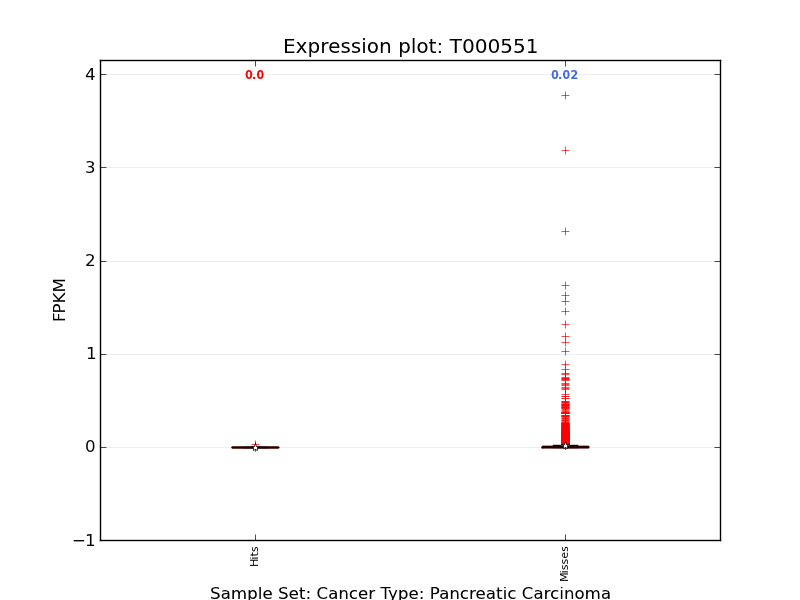 Expression plot: T000551
0.0 0.02
4
3
2
1
0
−1
FPKM
Hits Misses
Sample Set: Cancer Type: Pancreatic Carcinoma